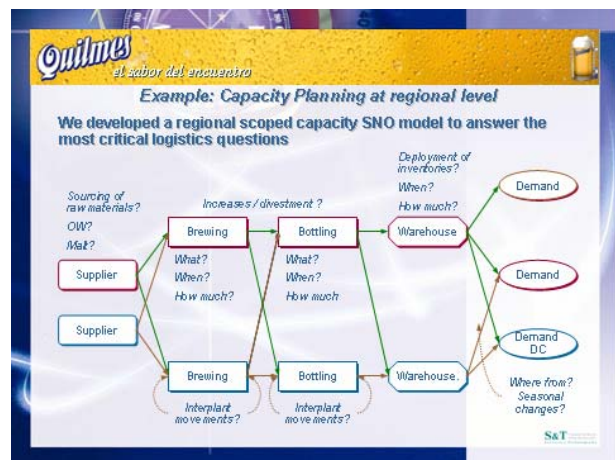 Quilmes
el sabor del encuentro
Example: Capacity Planning at regional level
We developed a regional scoped capacity SNO model to answer the
most critical logistics questions
Deployment of
inventories?
When?
How much?
Sourcing of
raw materials?
OW?
Malt?
Increases / divestment ?
Demand
Brewing
Bottling
Warehouse
What?
When?
How much?
What?
When?
How much
Supplier
Demand
Supplier
Demand
DC
Brewing
Bottling
Warehouse.
Interplant
movements?
Interplant
movements?
Where from?
Seasonal
changes?
S&T